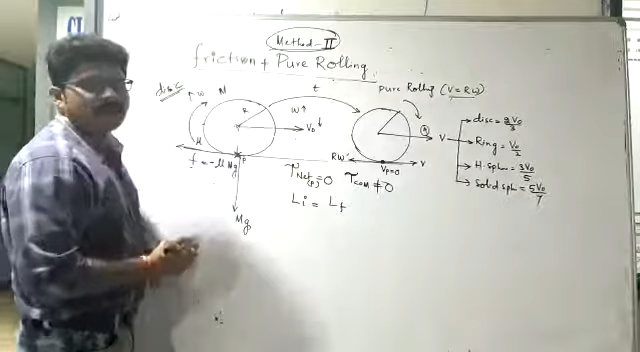 Method-II
friction + Pure Rolling
disc
M
t
pure Rolling (V=Rω)
ω
R
ω↑
V₀↓
V
disc = 2V₀/3
Ring = V₀/2
H.Sph = 3V₀/5
Solid sph = 5V₀/7
μ
P
f = -μMg
Rω
V
Vp=0
τNet(P) = 0 τCOM ≠ 0
Li = Lf
Mg